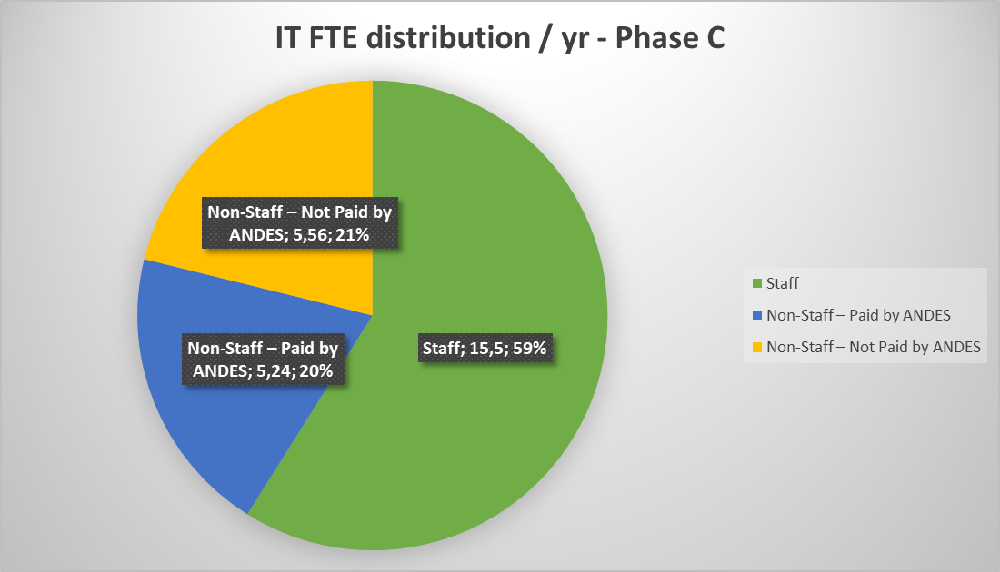 IT FTE distribution / yr - Phase C
Non-Staff – Not Paid by
ANDES; 5,56; 21%
Non-Staff – Paid by
ANDES; 5,24; 20%
Staff; 15,5; 59%
Staff
Non-Staff – Paid by ANDES
Non-Staff – Not Paid by ANDES